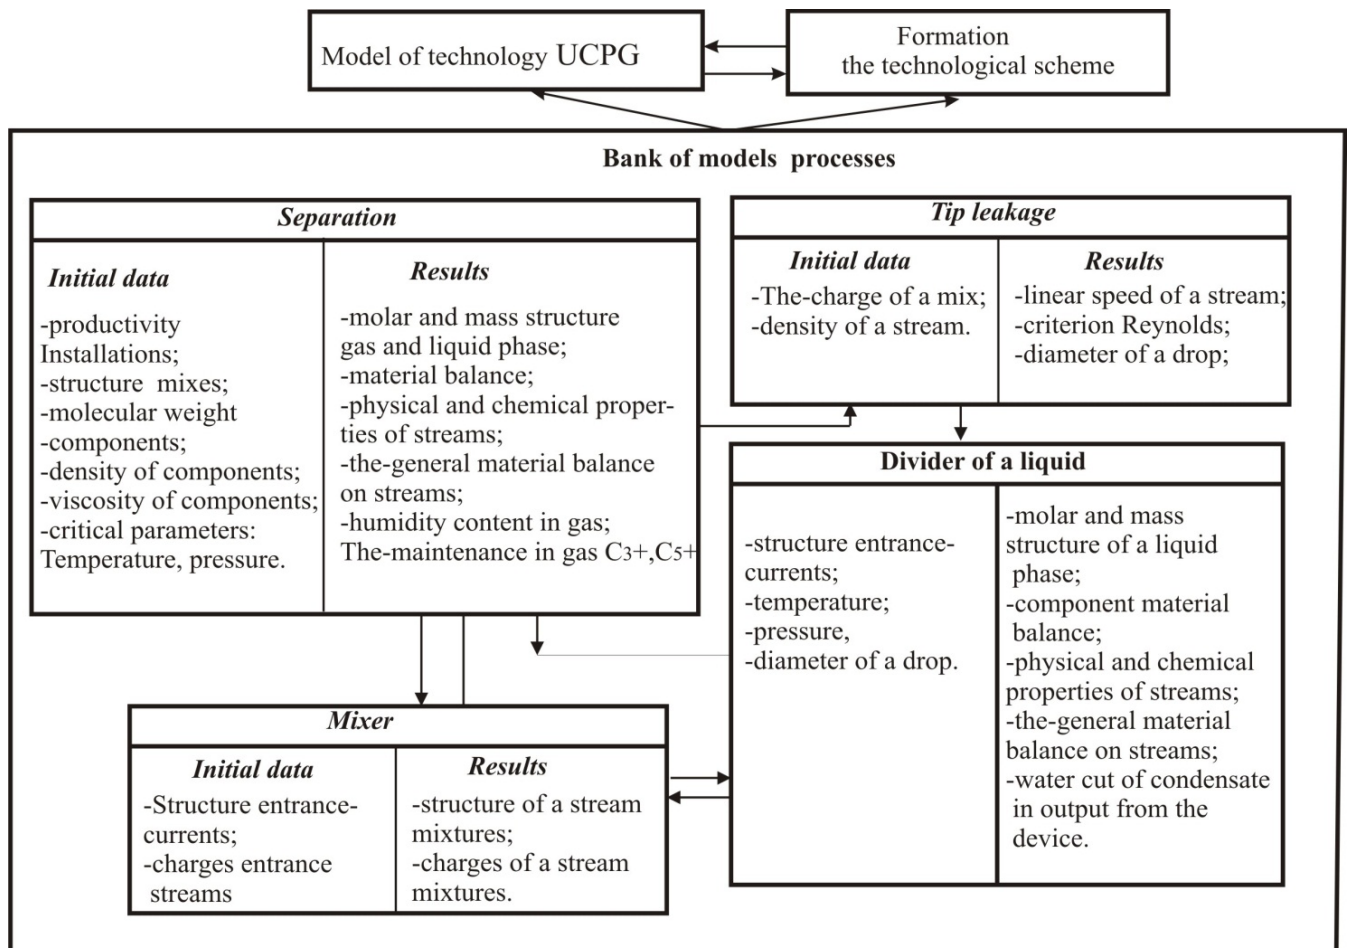 Model of technology UCPG
Formation
the technological scheme
Bank of models processes
Separation
Initial data
-productivity
Installations;
-structure mixes;
-molecular weight
-components;
-density of components;
-viscosity of components;
-critical parameters:
Temperature, pressure.
Results
-molar and mass structure
gas and liquid phase;
-material balance;
-physical and chemical proper-
ties of streams;
-the-general material balance
on streams;
-humidity content in gas;
The-maintenance in gas C3+,C5+
Tip leakage
Initial data
-The-charge of a mix;
-density of a stream.
Results
-linear speed of a stream;
-criterion Reynolds;
-diameter of a drop;
Divider of a liquid
-structure entrance-
currents;
-temperature;
-pressure,
-diameter of a drop.
-molar and mass
structure of a liquid
phase;
-component material
balance;
-physical and chemical
properties of streams;
-the-general material
balance on streams;
-water cut of condensate
in output from the
device.
Mixer
Initial data
-Structure entrance-
currents;
-charges entrance
streams
Results
-structure of a stream
mixtures;
-charges of a stream
mixtures.